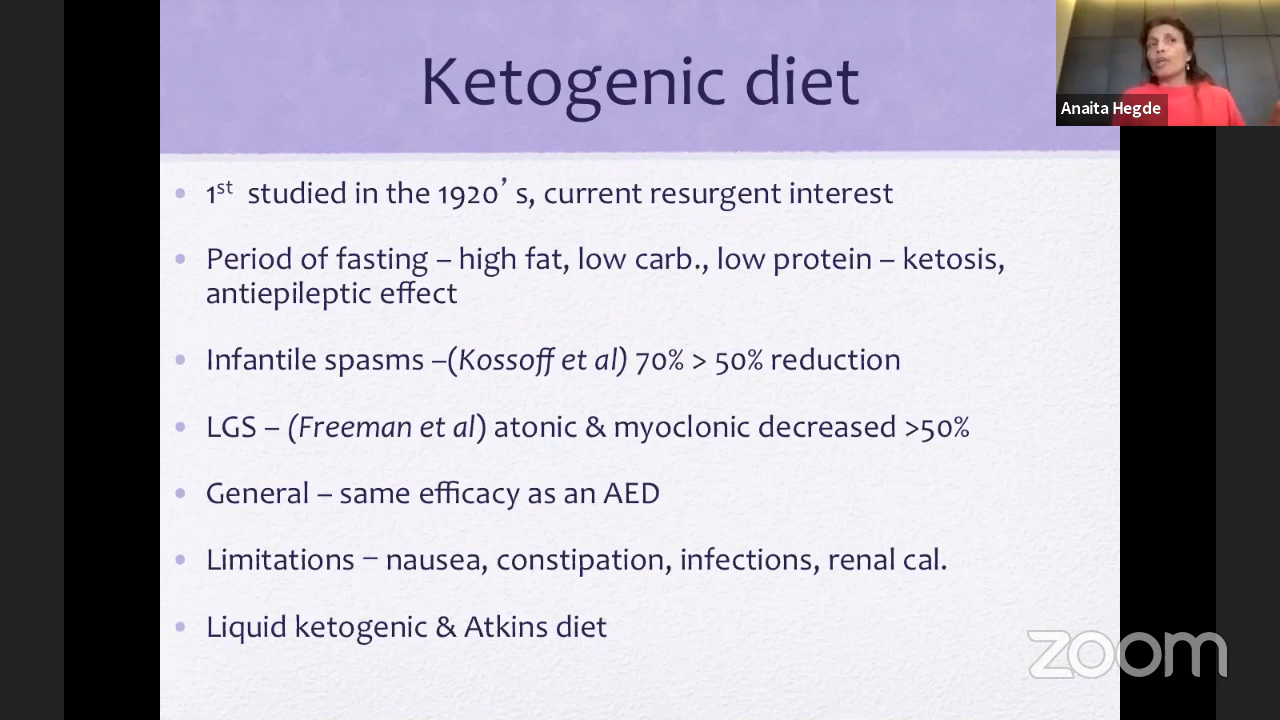 Ketogenic diet
Anaita Hegde
• 1st studied in the 1920's, current resurgent interest
• Period of fasting – high fat, low carb., low protein – ketosis,
antiepileptic effect
• Infantile spasms –(Kossoff et al) 70% > 50% reduction
• LGS – (Freeman et al) atonic & myoclonic decreased >50%
• General – same efficacy as an AED
• Limitations – nausea, constipation, infections, renal cal.
• Liquid ketogenic & Atkins diet
zoom